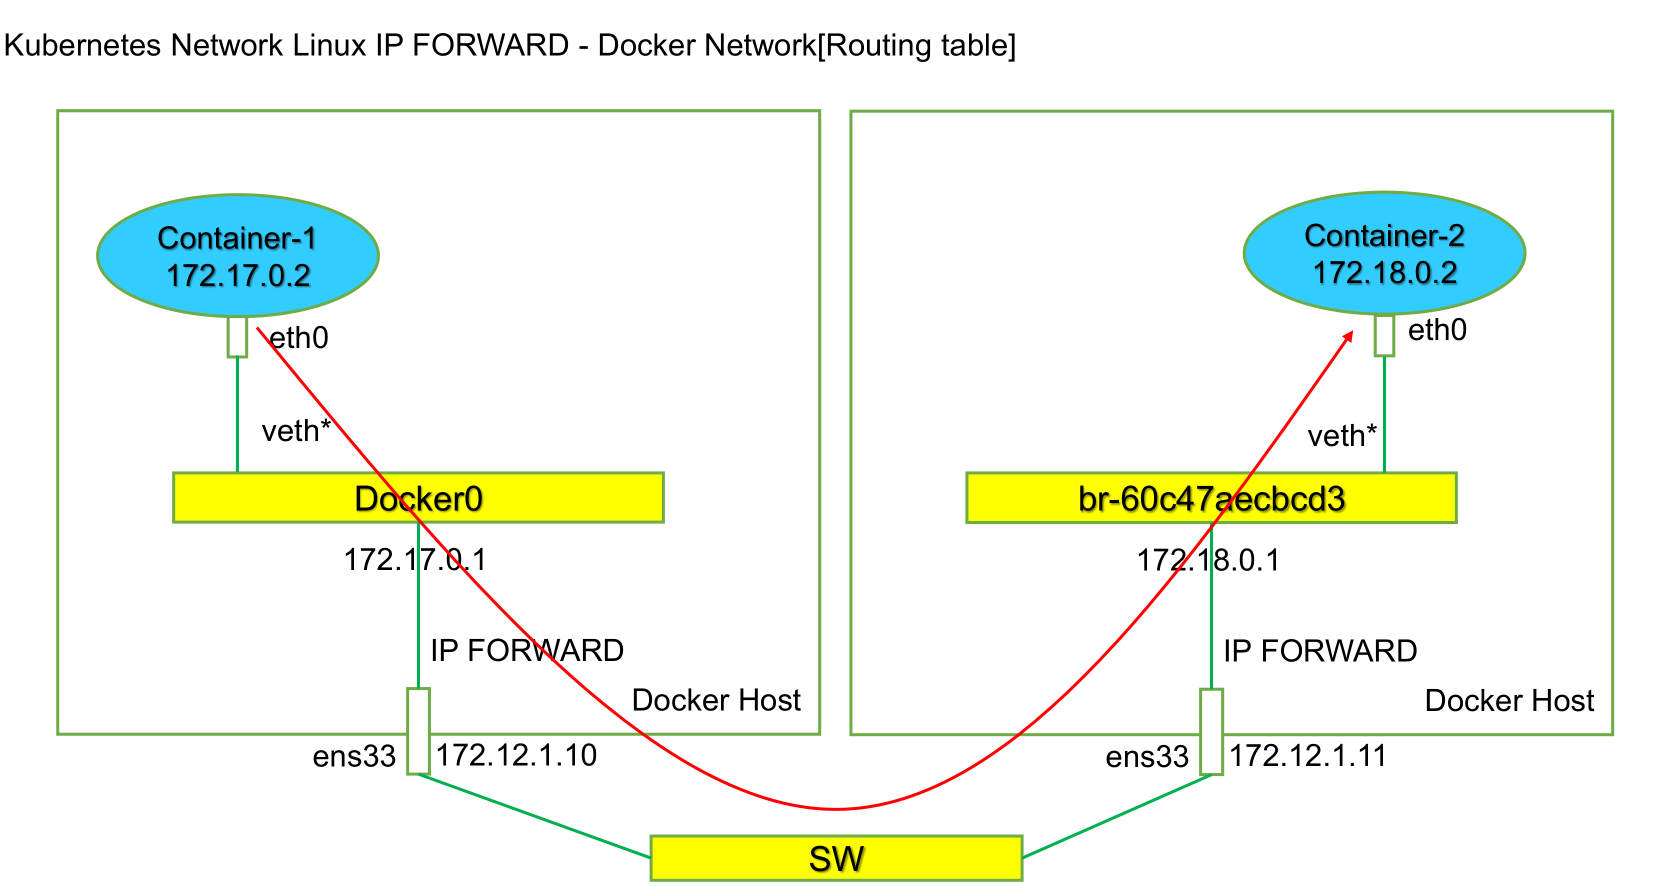 Kubernetes Network Linux IP FORWARD - Docker Network[Routing table]
Container-1
172.17.0.2
eth0
veth*
Docker0
172.17.0.1
IP FORWARD
Docker Host
ens33
172.12.1.10
Container-2
172.18.0.2
eth0
veth*
br-60c47aecbcd3
172.18.0.1
IP FORWARD
Docker Host
ens33
172.12.1.11
SW